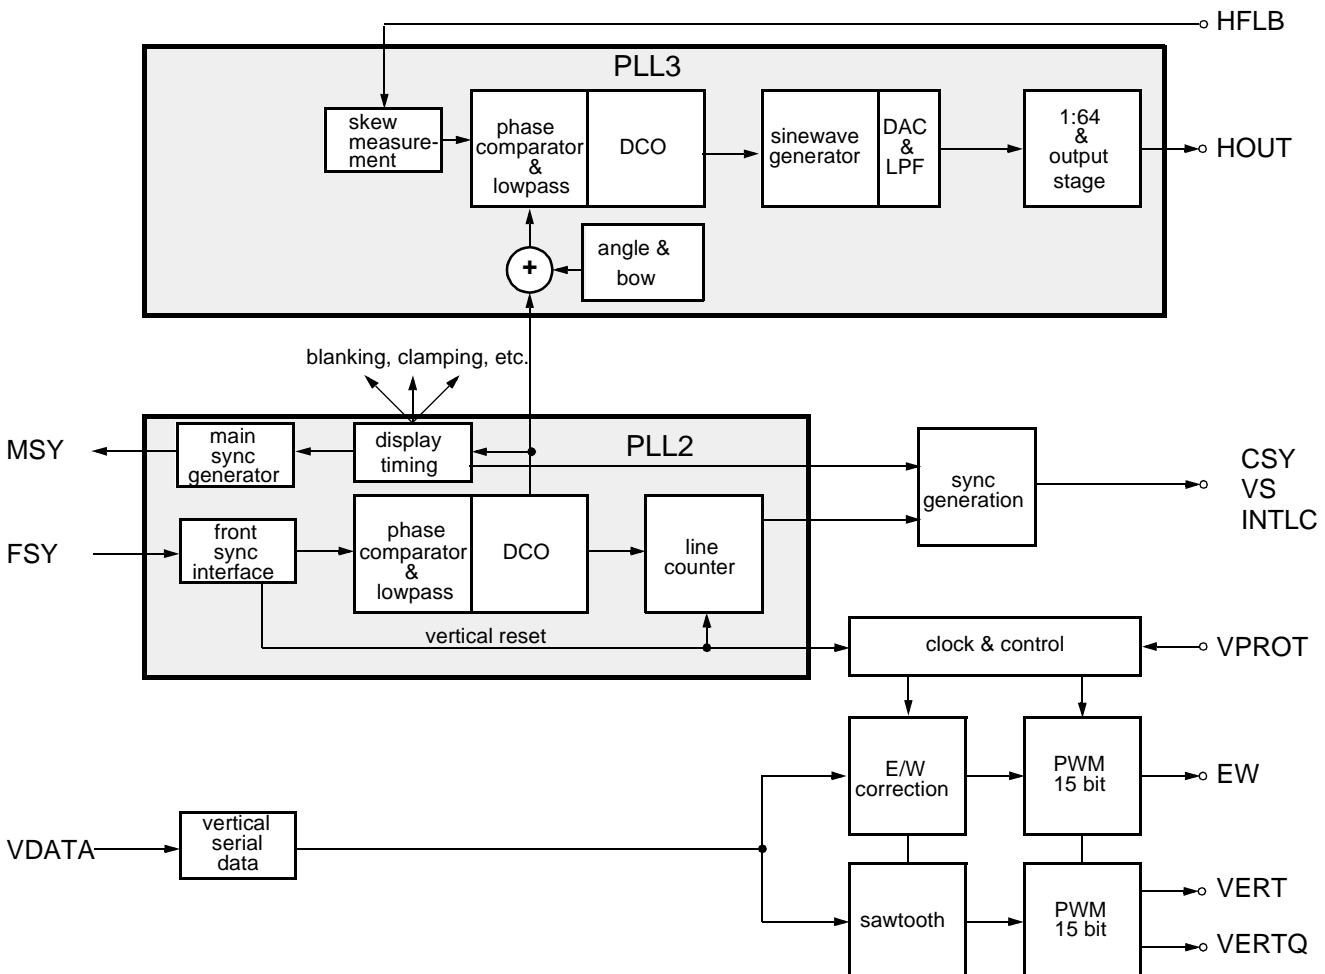 HFLB
PLL3
skew
measure-
ment
phase
comparator
&
lowpass
DCO
sinewave
generator
DAC
&
LPF
1:64
&
output
stage
HOUT
+
angle &
bow
blanking, clamping, etc.
MSY
main
sync
generator
display
timing
PLL2
sync
generation
CSY
VS
INTLC
FSY
front
sync
interface
phase
comparator
&
lowpass
DCO
line
counter
vertical reset
clock & control
VPROT
E/W
correction
PWM
15 bit
EW
VDATA
vertical
serial
data
sawtooth
PWM
15 bit
VERT
VERTQ